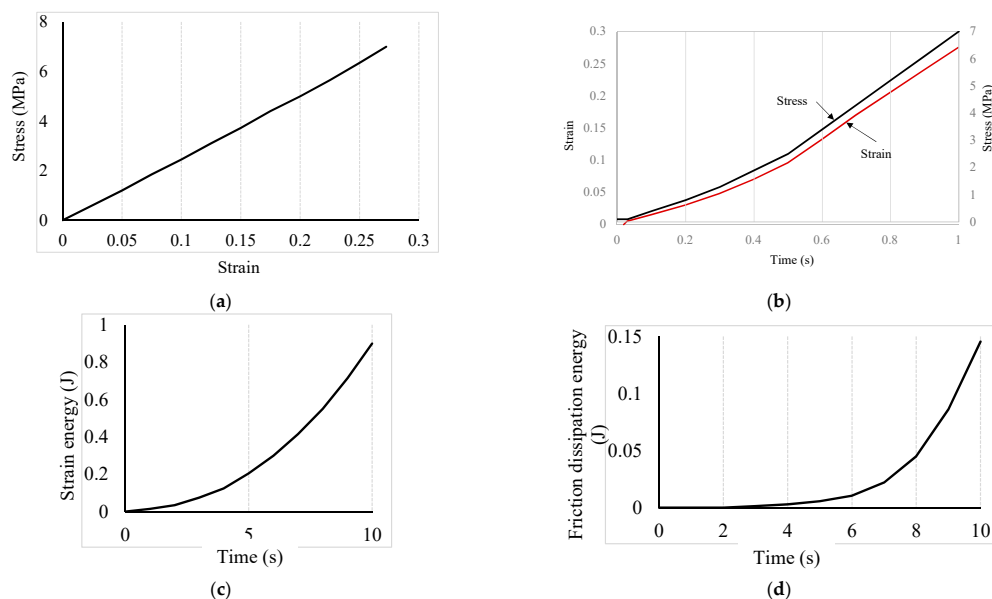 8
6
4
2
0
Stress (MPa)
0 0.05 0.1 0.15 0.2 0.25 0.3
Strain
(a)
0.3
0.25
0.2
0.15
0.1
0.05
0
Strain
7
6
5
4
3
2
1
0
Stress (MPa)
Stress
Strain
0 0.2 0.4 0.6 0.8 1
Time (s)
(b)
1
0.8
0.6
0.4
0.2
0
Strain energy (J)
0 5 10
Time (s)
(c)
0.15
0.1
0.05
0
Friction dissipation energy
(J)
0 2 4 6 8 10
Time (s)
(d)